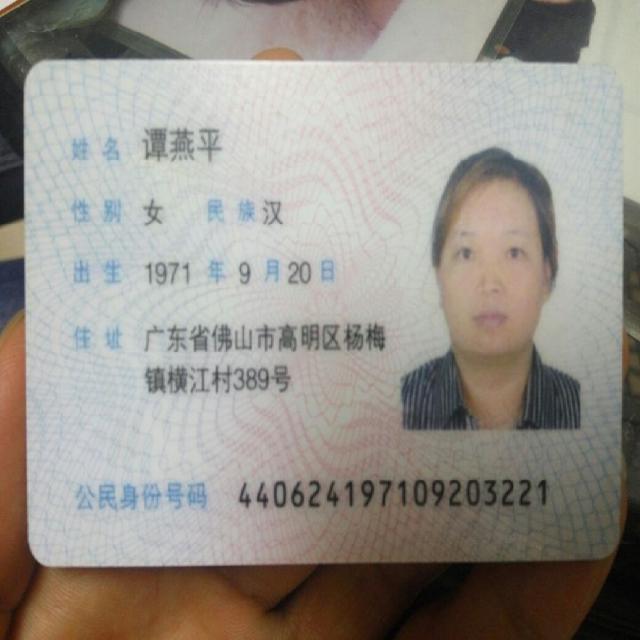 姓名 谭燕平
性别 女 民族 汉
出生 1971 年 9 月 20 日
住址 广东省佛山市高明区杨梅
镇横江村389号
公民身份号码 440624197109203221